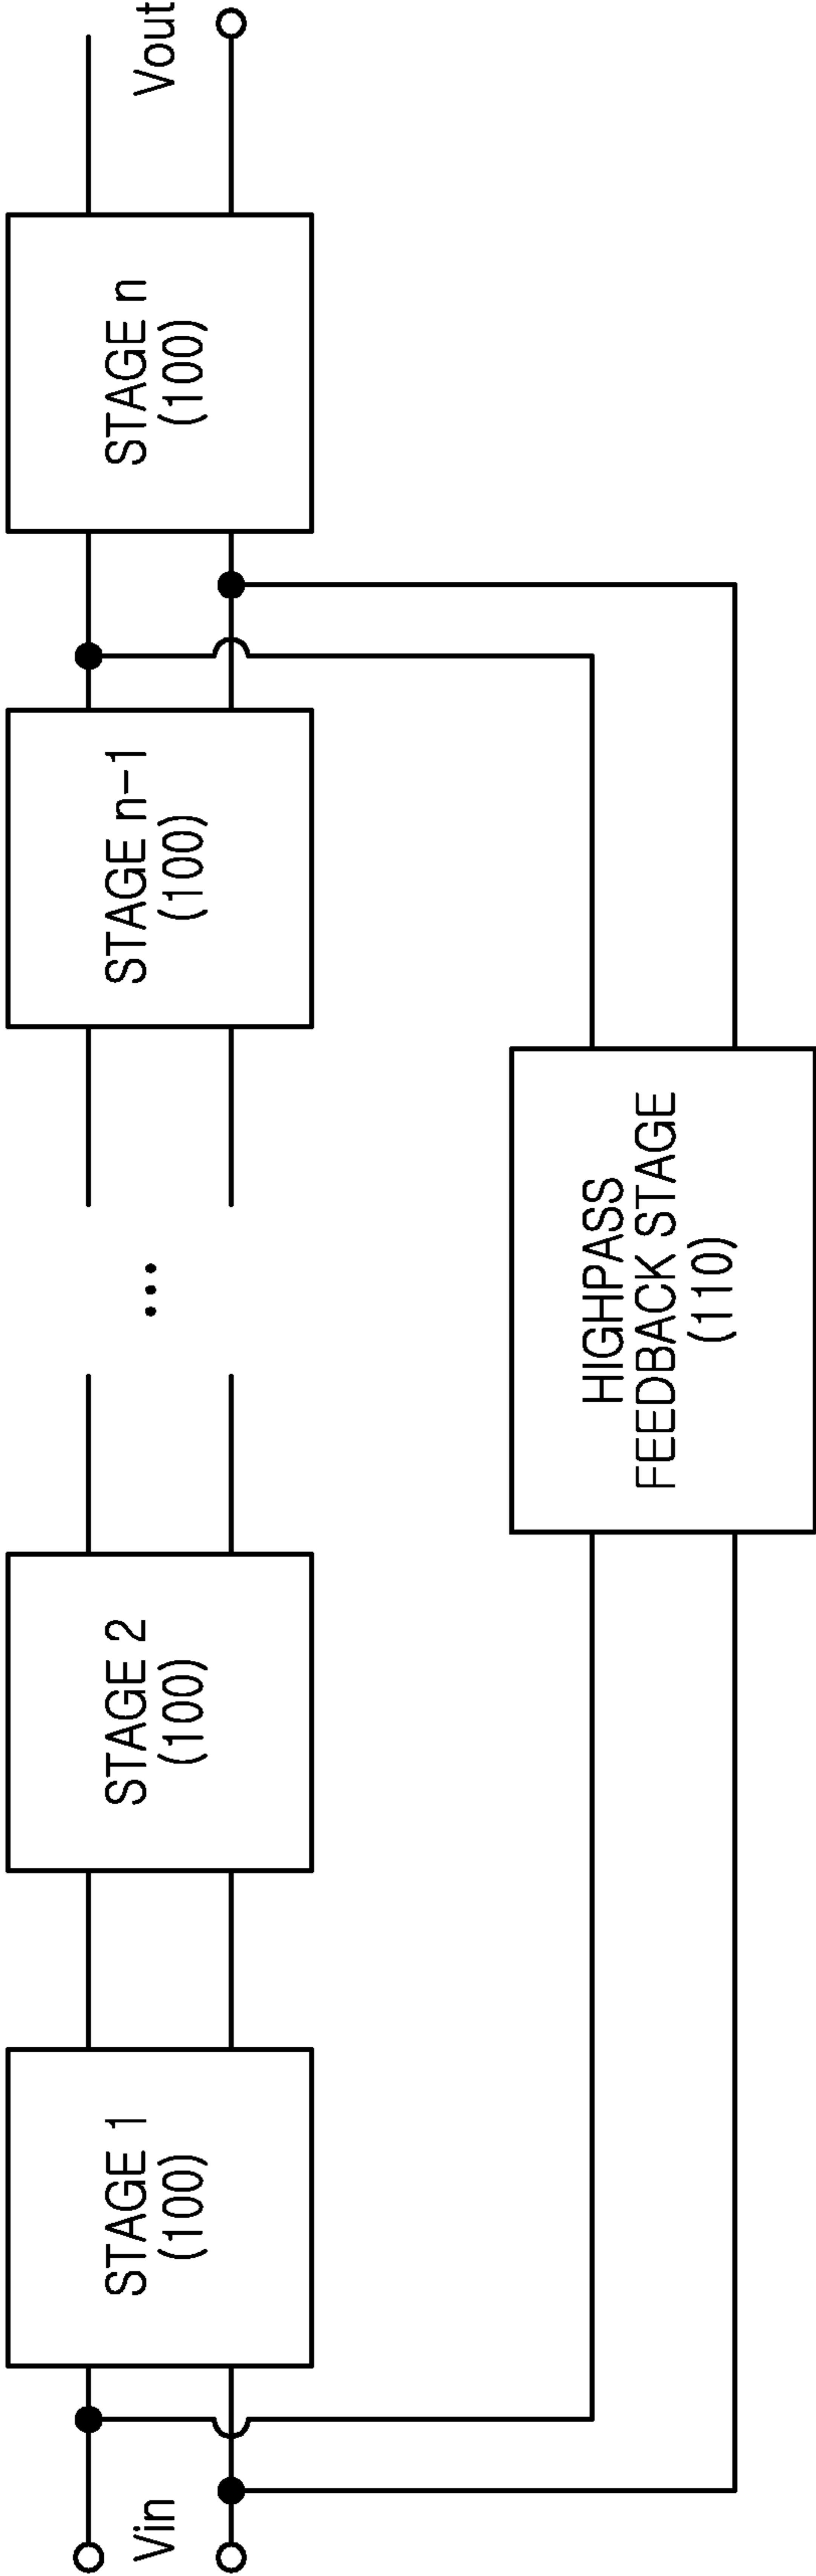 Vin
STAGE 1
(100)
STAGE 2
(100)
...
STAGE n-1
(100)
STAGE n
(100)
Vout
HIGHPASS
FEEDBACK STAGE
(110)